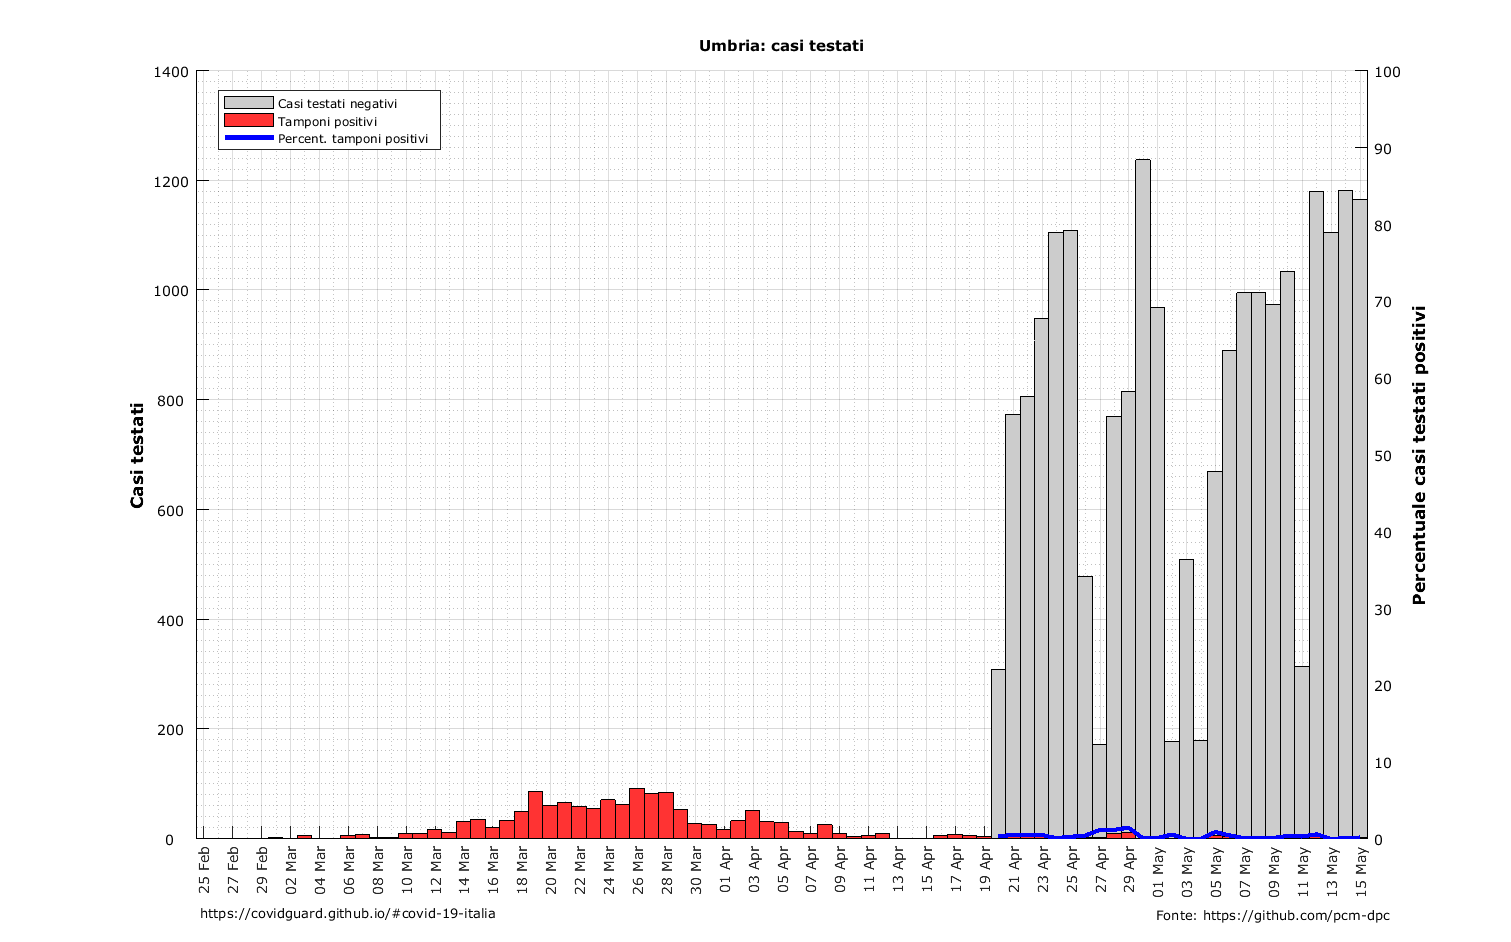 Umbria: casi testati
Casi testati negativi
Tamponi positivi
Percent. tamponi positivi
Casi testati
1400
1200
1000
800
600
400
200
0
100
90
80
70
60
50
40
30
20
10
0
Percentuale casi testati positivi
25 Feb
27 Feb
29 Feb
02 Mar
04 Mar
06 Mar
08 Mar
10 Mar
12 Mar
14 Mar
16 Mar
18 Mar
20 Mar
22 Mar
24 Mar
26 Mar
28 Mar
30 Mar
01 Apr
03 Apr
05 Apr
07 Apr
09 Apr
11 Apr
13 Apr
15 Apr
17 Apr
19 Apr
21 Apr
23 Apr
25 Apr
27 Apr
29 Apr
01 May
03 May
05 May
07 May
09 May
11 May
13 May
15 May
https://covidguard.github.io/#covid-19-italia
Fonte: https://github.com/pcm-dpc